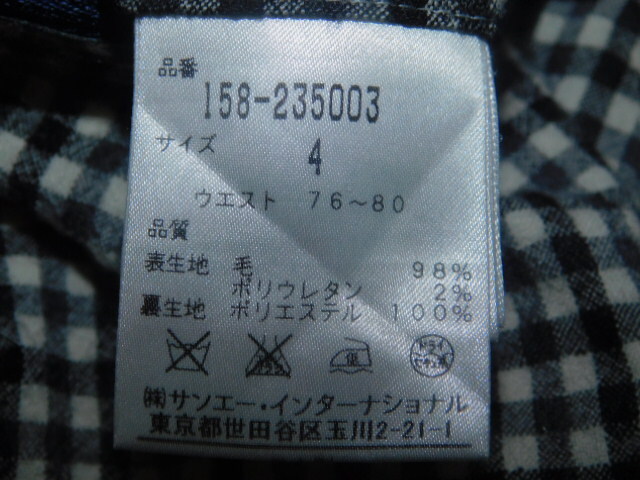 品番
158-235003
サイズ
4
ウエスト 76～80
品質
表生地 毛 98%
ポリウレタン 2%
裏生地 ポリエステル 100%
ドライ
㈱サンエー・インターナショナル
東京都世田谷区玉川2-21-1